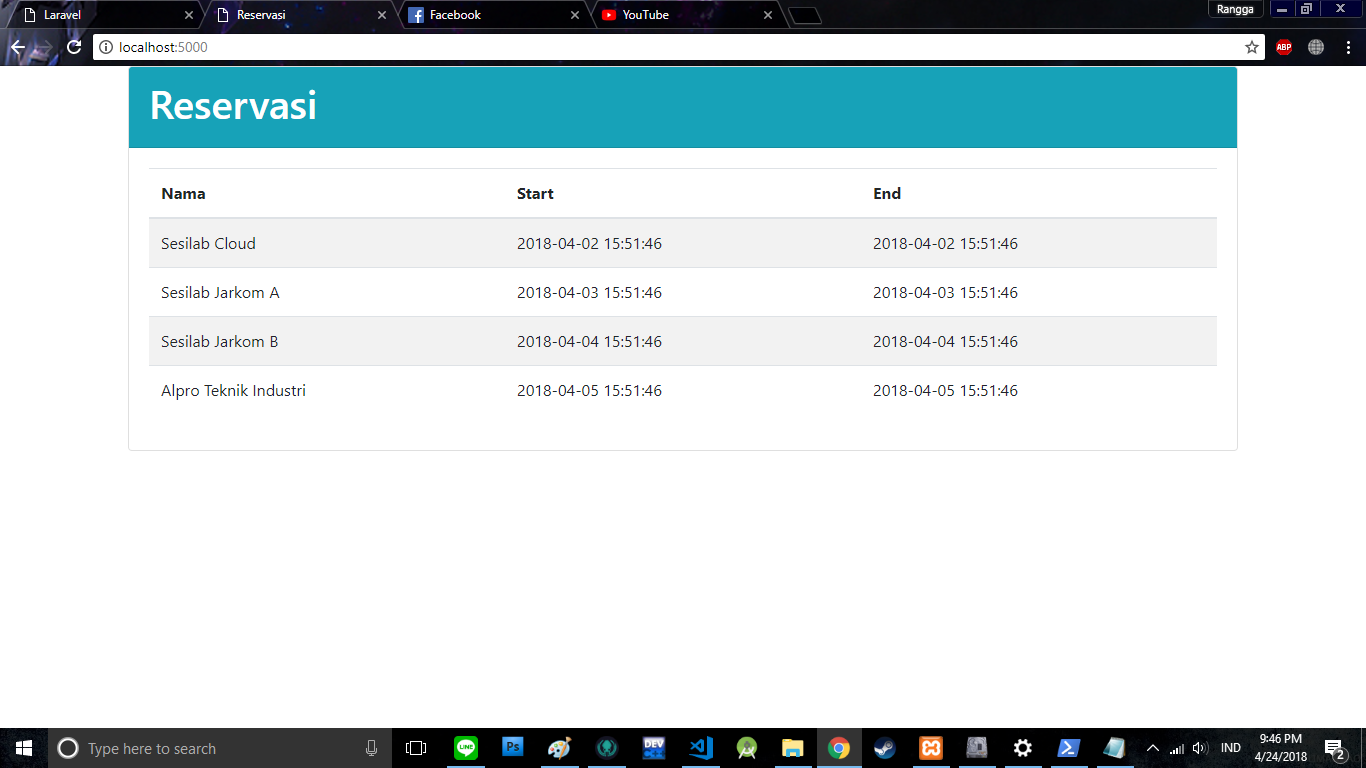 Laravel
Reservasi
Facebook
YouTube
Rangga
localhost:5000
ABP
Reservasi
Nama Start End
Sesilab Cloud 2018-04-02 15:51:46 2018-04-02 15:51:46
Sesilab Jarkom A 2018-04-03 15:51:46 2018-04-03 15:51:46
Sesilab Jarkom B 2018-04-04 15:51:46 2018-04-04 15:51:46
Alpro Teknik Industri 2018-04-05 15:51:46 2018-04-05 15:51:46
Type here to search
LINE
Ps
DEV
IND
9:46 PM
4/24/2018
2